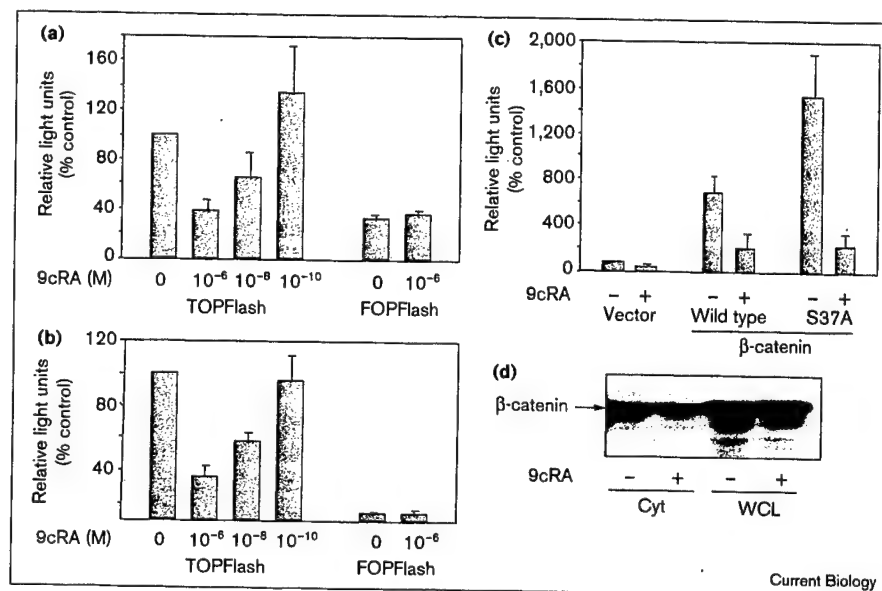 (a)
Relative light units
(% control)
160
120
80
40
0
9cRA (M)
0 10⁻⁶ 10⁻⁸ 10⁻¹⁰ 0 10⁻⁶
TOPFlash FOPFlash
(b)
Relative light units
(% control)
120
80
40
9cRA (M)
0 10⁻⁶ 10⁻⁸ 10⁻¹⁰ 0 10⁻⁶
TOPFlash FOPFlash
(c)
Relative light units
(% control)
2,000
1,600
1,200
800
400
0
9cRA − + − + − +
Vector Wild type S37A
β-catenin
(d)
β-catenin
9cRA − + − +
Cyt WCL
Current Biology